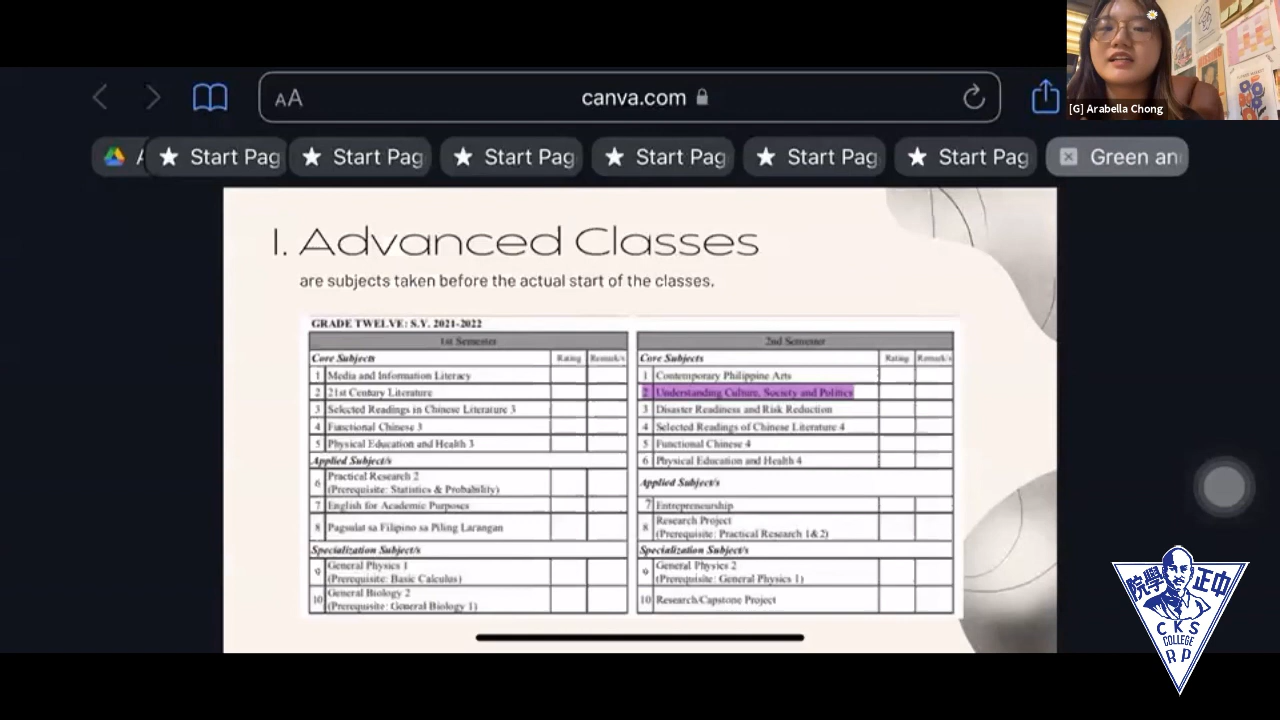 AA
canva.com
Start Pag
Start Pag
Start Pag
Start Pag
Start Pag
Start Pag
Green an
[G] Arabella Chong
I. Advanced Classes
are subjects taken before the actual start of the classes.
GRADE TWELVE: S.Y. 2021-2022
1st Semester
Core Subjects Rating Remark/s
1 Media and Information Literacy
2 21st Century Literature
3 Selected Readings in Chinese Literature 3
4 Functional Chinese 3
5 Physical Education and Health 3
Applied Subject/s
6 Practical Research 2
(Prerequisite: Statistics & Probability)
7 English for Academic Purposes
8 Pagsulat sa Filipino sa Piling Larangan
Specialization Subject/s
9 General Physics 1
(Prerequisite: Basic Calculus)
10 General Biology 2
(Prerequisite: General Biology 1)
2nd Semester
Core Subjects Rating Remark/s
1 Contemporary Philippine Arts
2 Understanding Culture, Society and Politics
3 Disaster Readiness and Risk Reduction
4 Selected Readings of Chinese Literature 4
5 Functional Chinese 4
6 Physical Education and Health 4
Applied Subject/s
7 Entrepreneurship
8 Research Project
(Prerequisite: Practical Research 1&2)
Specialization Subject/s
9 General Physics 2
(Prerequisite: General Physics 1)
10 Research/Capstone Project
院學正中
CKS
COLLEGE
RP